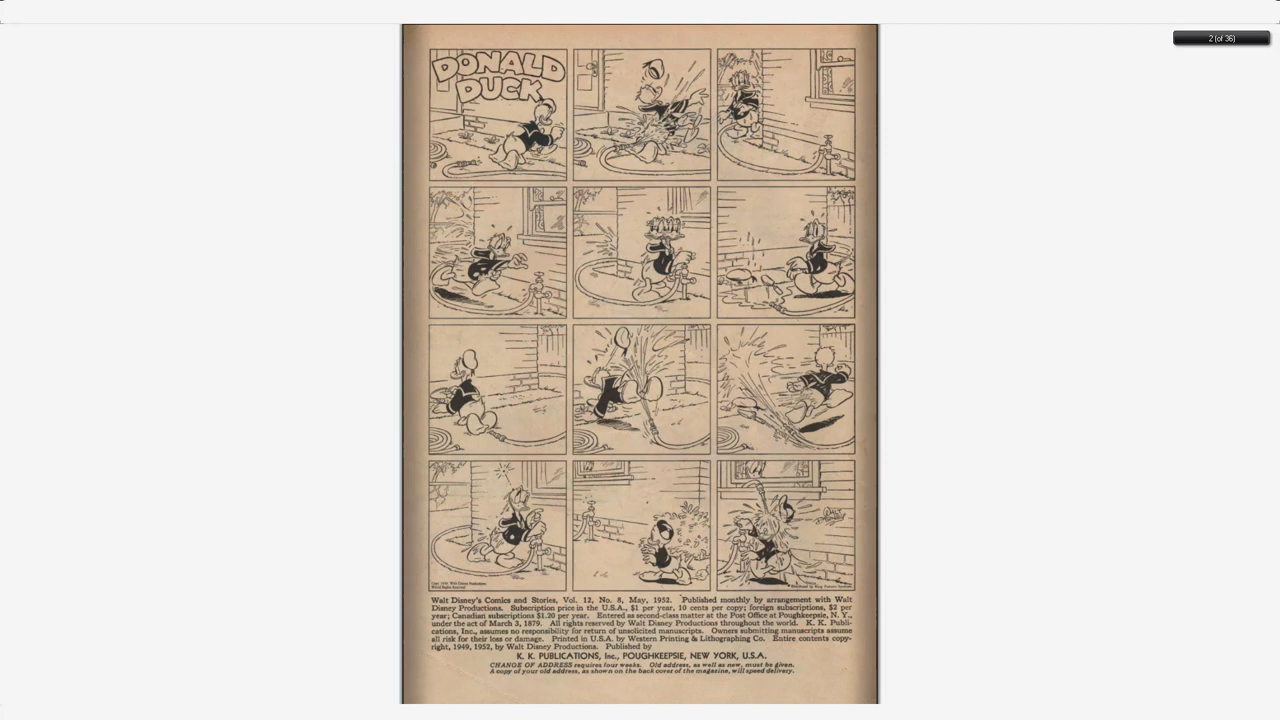 2 (of 36)
DONALD
DUCK
Walt Disney's Comics and Stories, Vol. 12, No. 8, May, 1952. Published monthly by arrangement with Walt
Disney Productions. Subscription price in the U.S.A., $1 per year, 10 cents per copy; foreign subscriptions, $2 per
year; Canadian subscriptions $1.20 per year. Entered as second-class matter at the Post Office at Poughkeepsie, N. Y.,
under the act of March 3, 1879. All rights reserved by Walt Disney Productions throughout the world. K. K. Publi-
cations, Inc., assumes no responsibility for return of unsolicited manuscripts. Owners submitting manuscripts assume
all risk for their loss or damage. Printed in U.S.A. by Western Printing & Lithographing Co. Entire contents copy-
right, 1949, 1952, by Walt Disney Productions. Published by
K. K. PUBLICATIONS, Inc., POUGHKEEPSIE, NEW YORK, U.S.A.
CHANGE OF ADDRESS requires four weeks. Old address, as well as new, must be given.
A copy of your old address, as shown on the back cover of the magazine, will speed delivery.